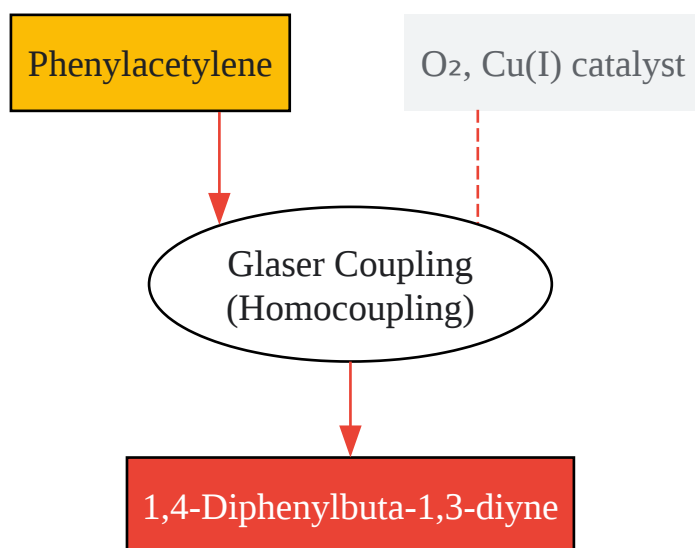 Phenylacetylene
O₂, Cu(I) catalyst
Glaser Coupling
(Homocoupling)
1,4-Diphenylbuta-1,3-diyne